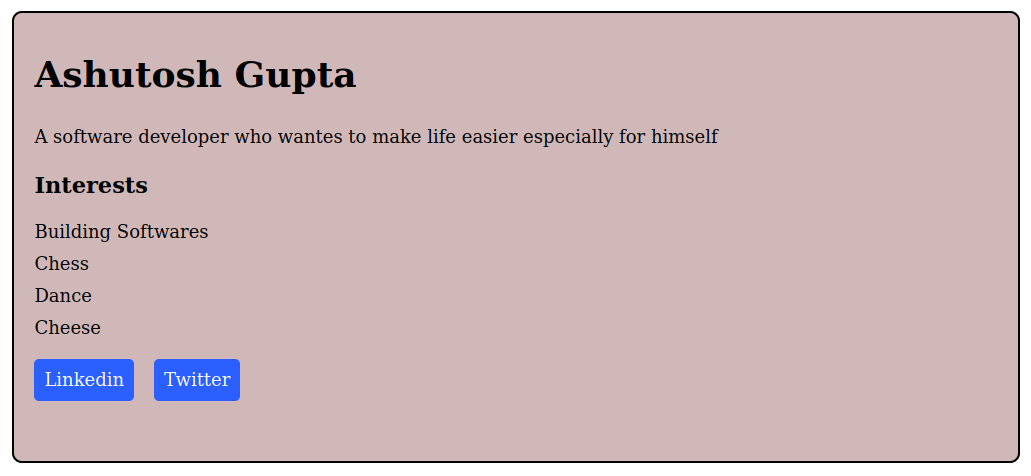 Ashutosh Gupta
A software developer who wantes to make life easier especially for himself
Interests
Building Softwares
Chess
Dance
Cheese
Linkedin Twitter